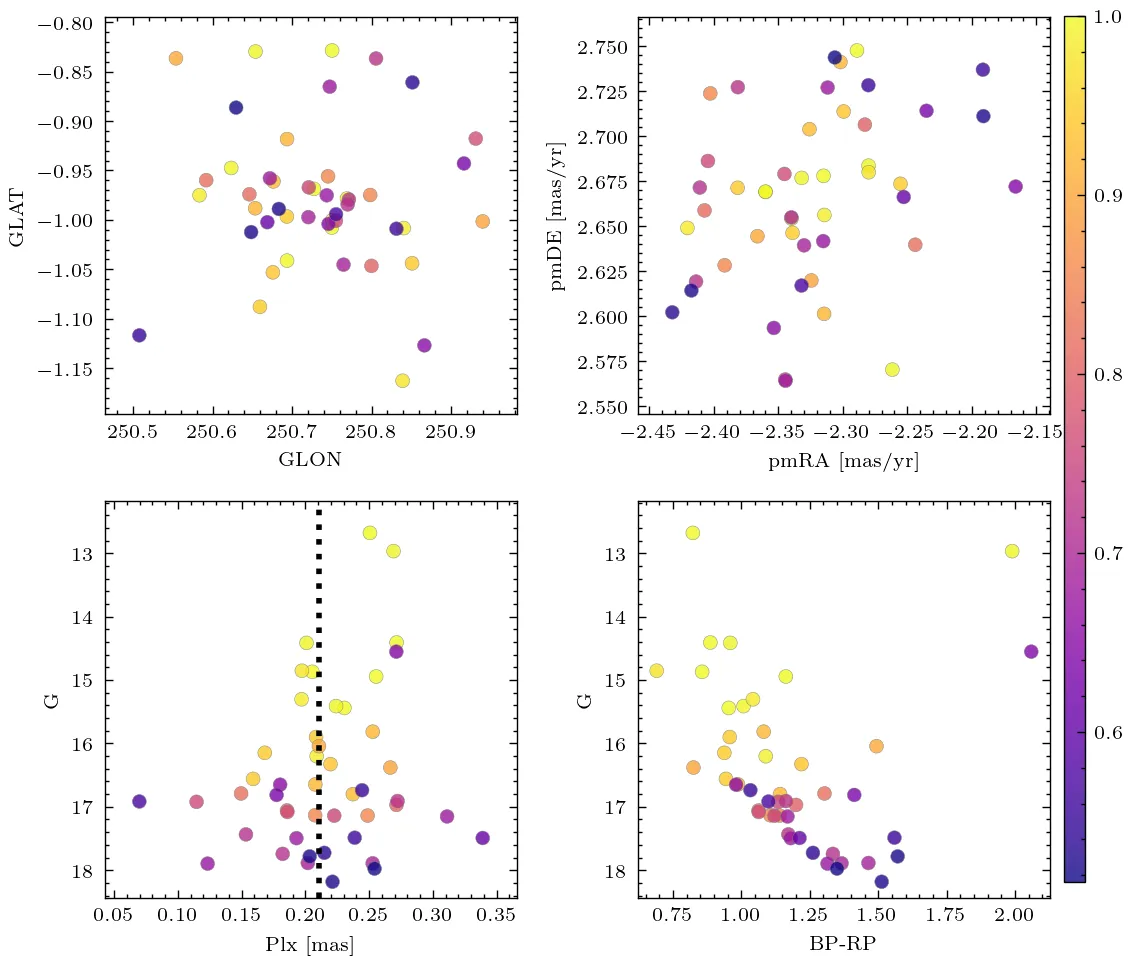 −0.80
−0.85
−0.90
−0.95
−1.00
−1.05
−1.10
−1.15
GLAT
250.5 250.6 250.7 250.8 250.9
GLON
2.750
2.725
2.700
2.675
2.650
2.625
2.600
2.575
2.550
pmDE [mas/yr]
−2.45 −2.40 −2.35 −2.30 −2.25 −2.20 −2.15
pmRA [mas/yr]
1.0
0.9
0.8
0.7
0.6
13
14
15
16
17
18
G
0.05 0.10 0.15 0.20 0.25 0.30 0.35
Plx [mas]
13
14
15
16
17
18
G
0.75 1.00 1.25 1.50 1.75 2.00
BP-RP